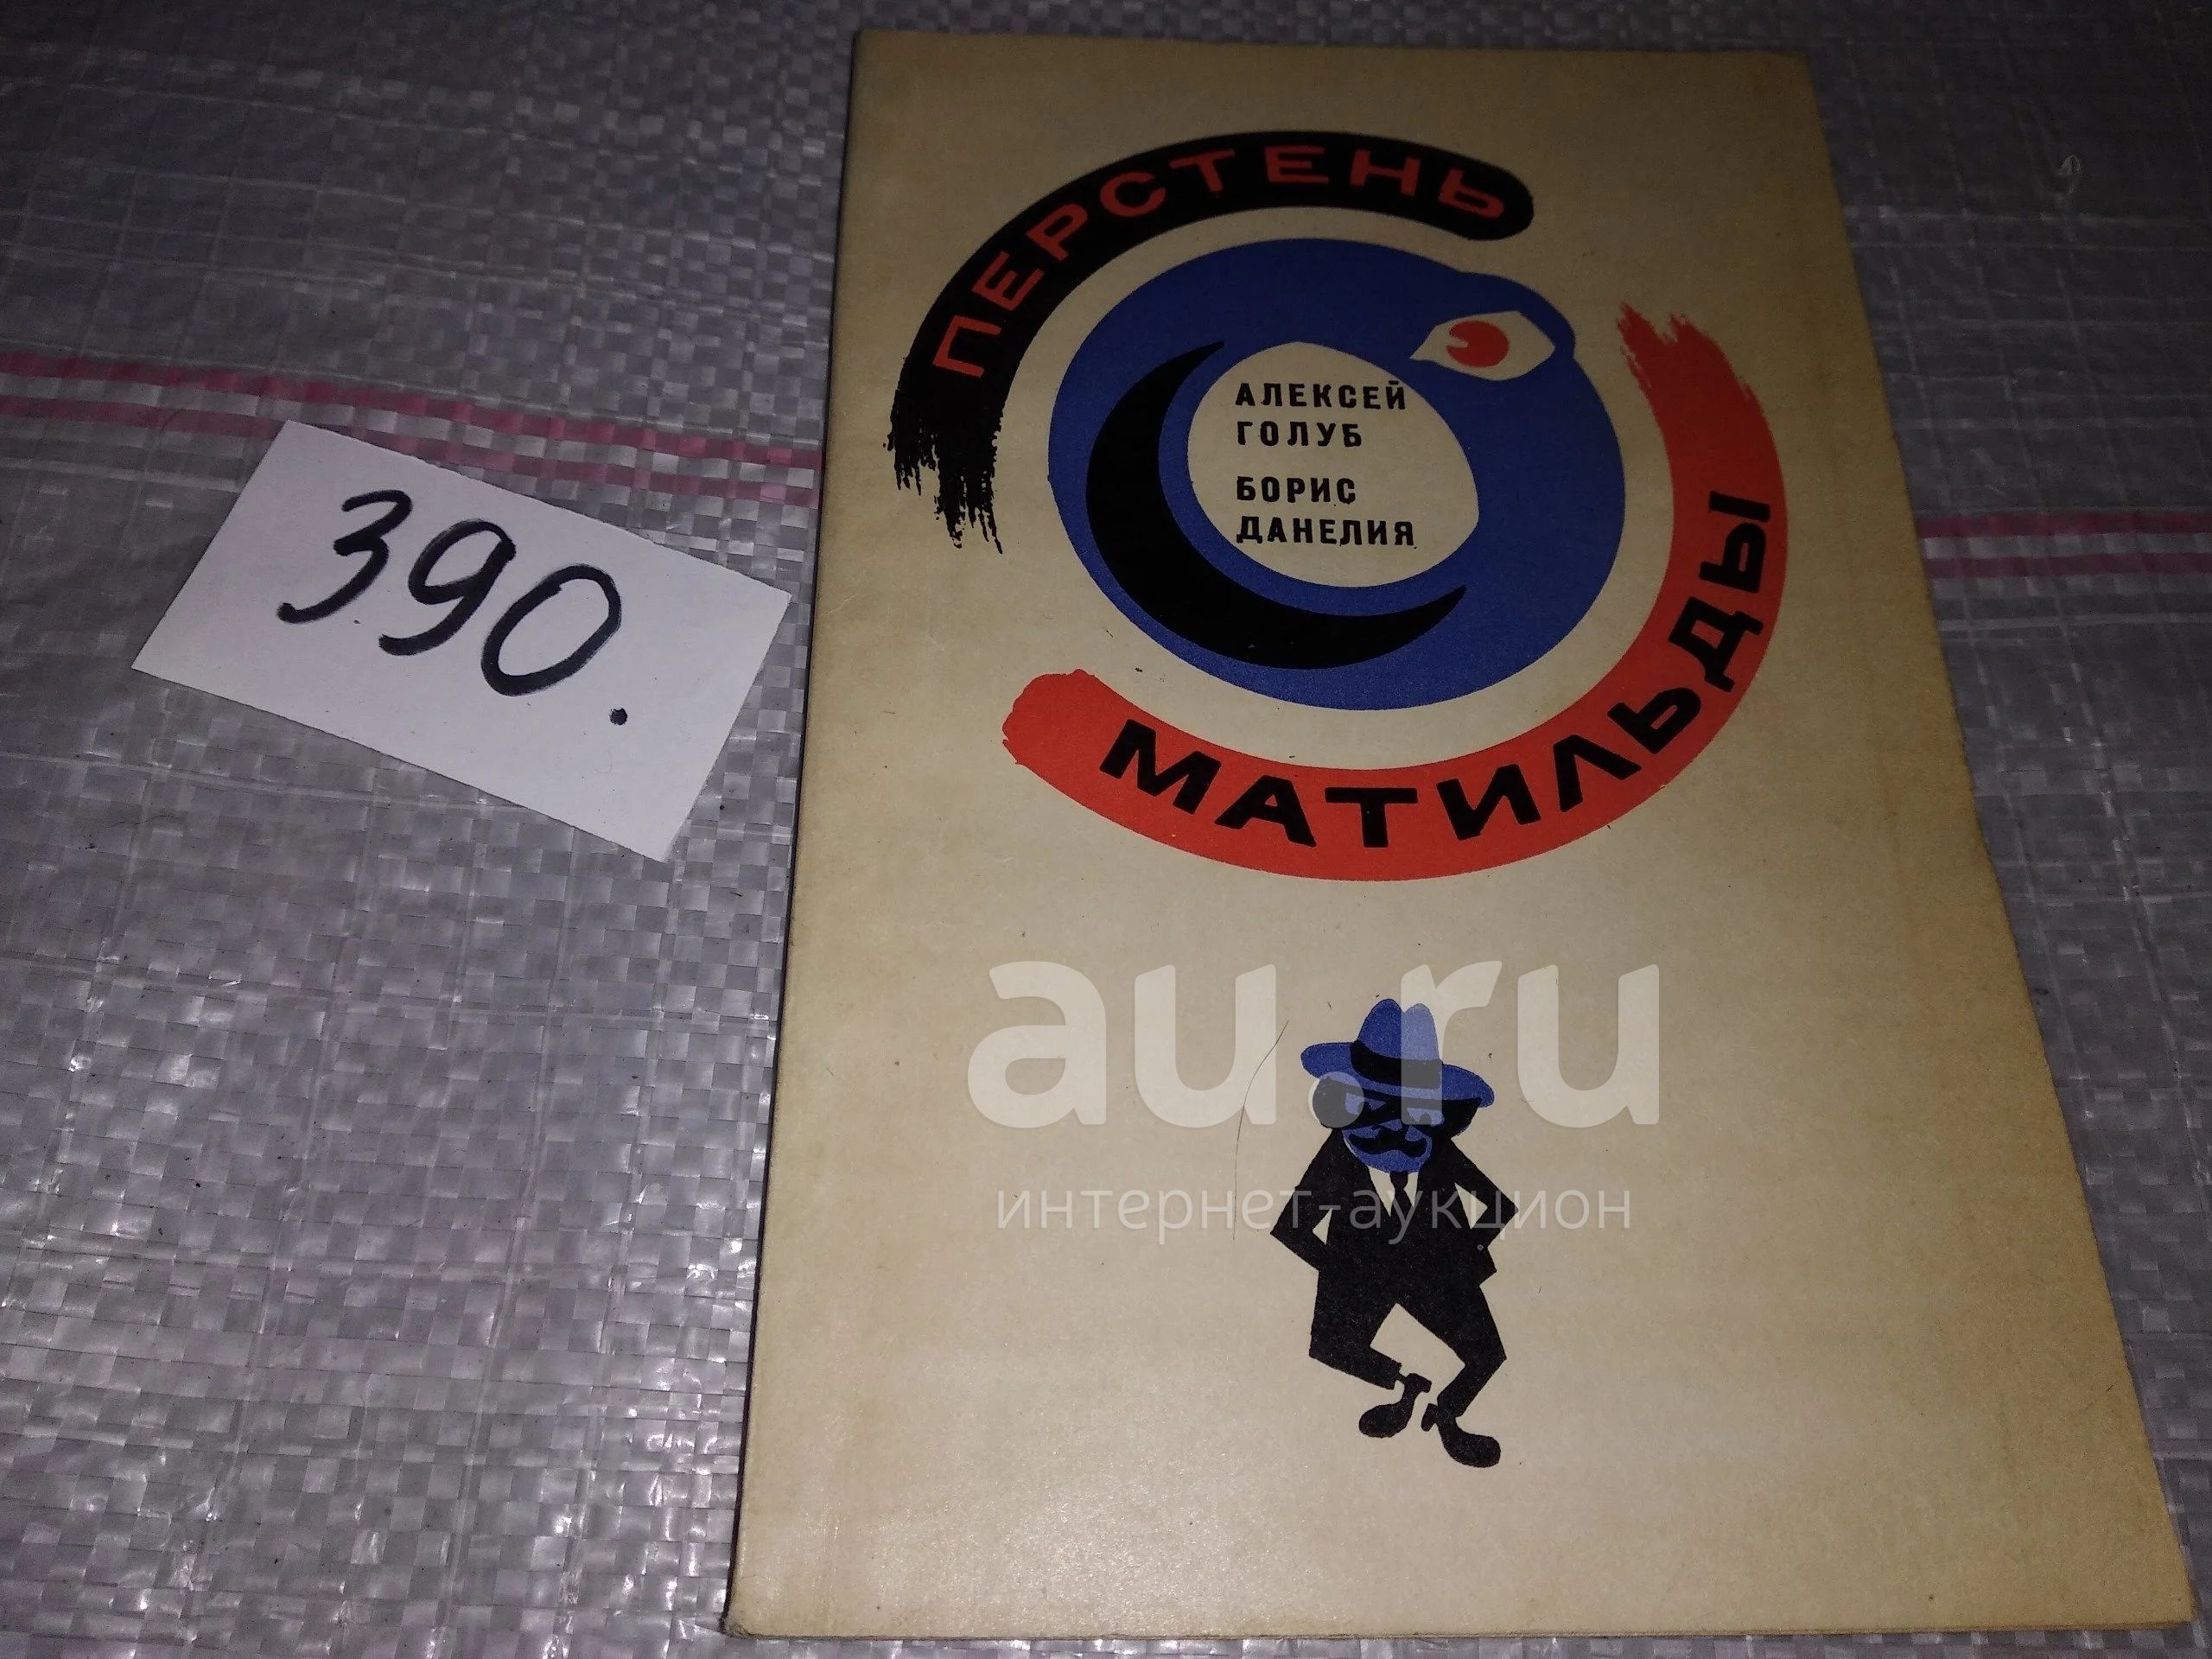 ПЕРСТЕНЬ
АЛЕКСЕЙ
ГОЛУБ
БОРИС
ДАНЕЛИЯ
МАТИЛЬДЫ
390.
au.ru
интернет-аукцион